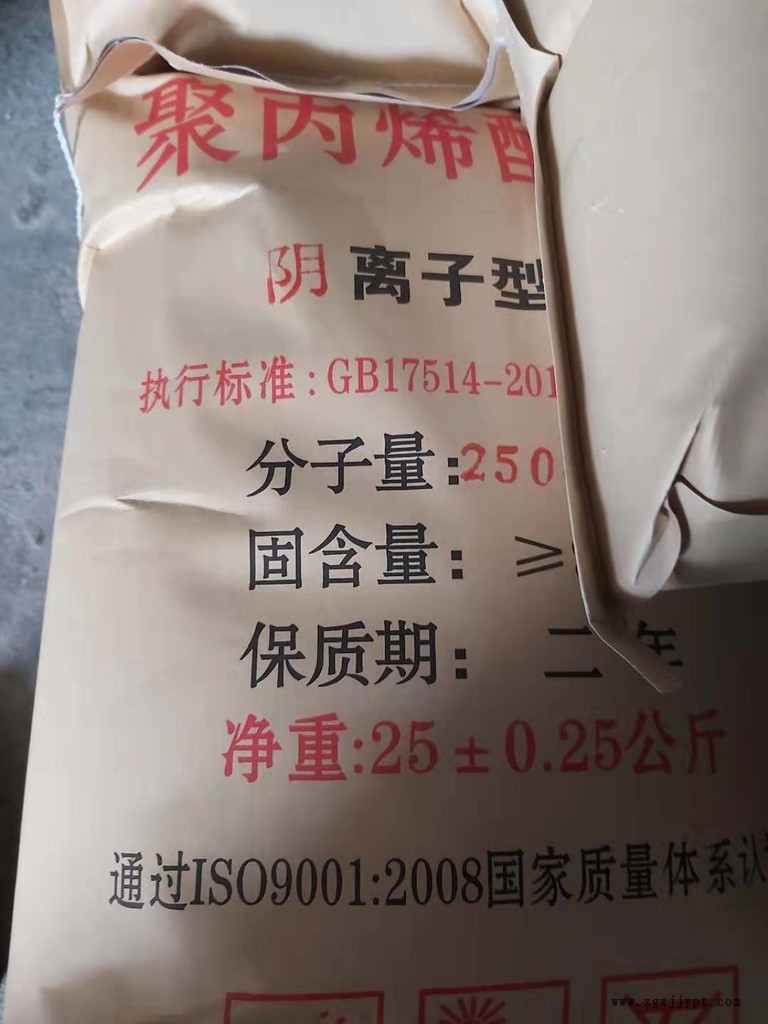 聚丙烯酰
阴离子型
执行标准:GB17514-201
分子量:250
固含量: ≥
保质期: 二年
净重:25±0.25公斤
通过ISO9001:2008国家质量体系认
www.zgxjjypt.com